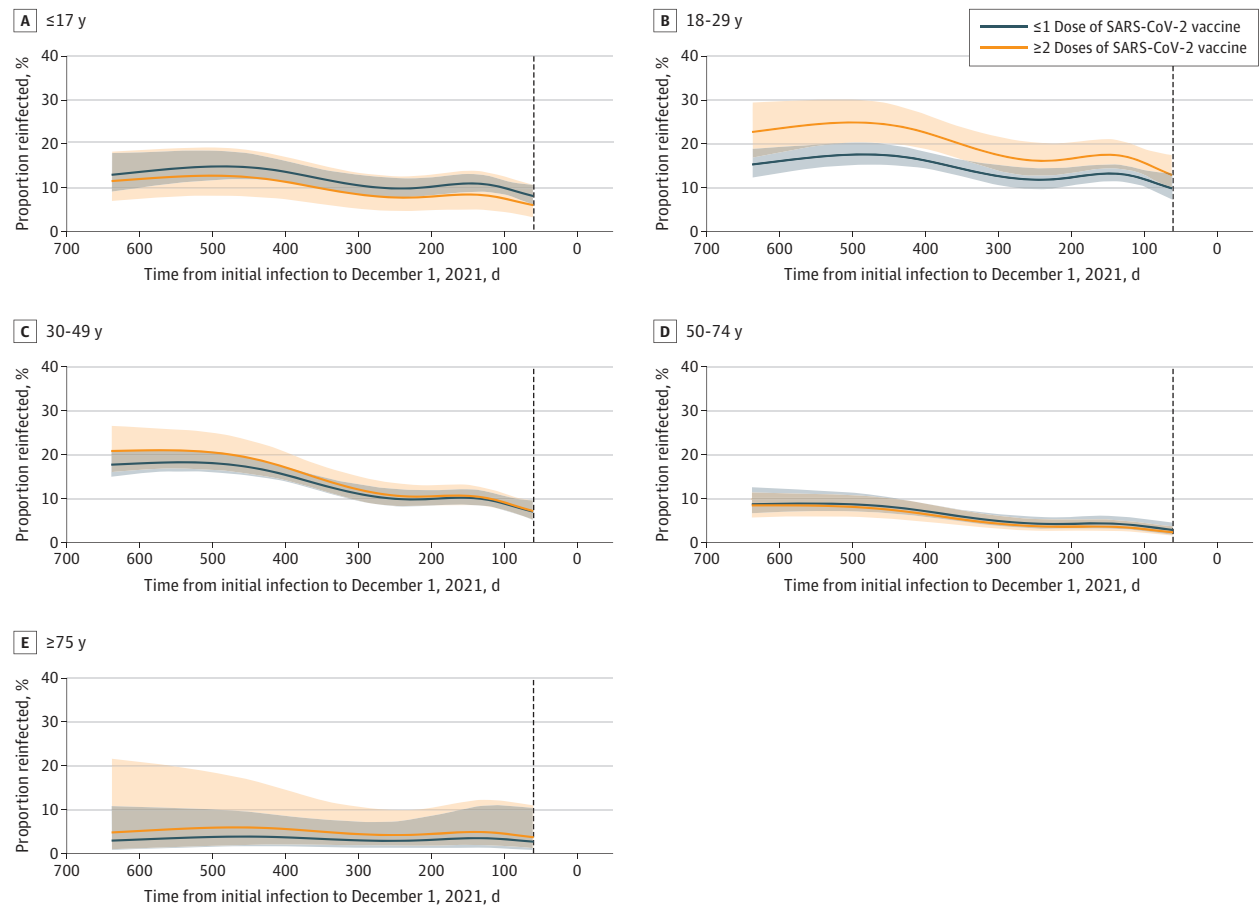 A ≤17 y
Proportion reinfected, %
40
30
20
10
0
700 600 500 400 300 200 100 0
Time from initial infection to December 1, 2021, d
B 18-29 y
≤1 Dose of SARS-CoV-2 vaccine
≥2 Doses of SARS-CoV-2 vaccine
Proportion reinfected, %
40
30
20
10
0
700 600 500 400 300 200 100 0
Time from initial infection to December 1, 2021, d
C 30-49 y
Proportion reinfected, %
40
30
20
10
0
700 600 500 400 300 200 100 0
Time from initial infection to December 1, 2021, d
D 50-74 y
Proportion reinfected, %
40
30
20
10
0
700 600 500 400 300 200 100 0
Time from initial infection to December 1, 2021, d
E ≥75 y
Proportion reinfected, %
40
30
20
10
0
700 600 500 400 300 200 100 0
Time from initial infection to December 1, 2021, d